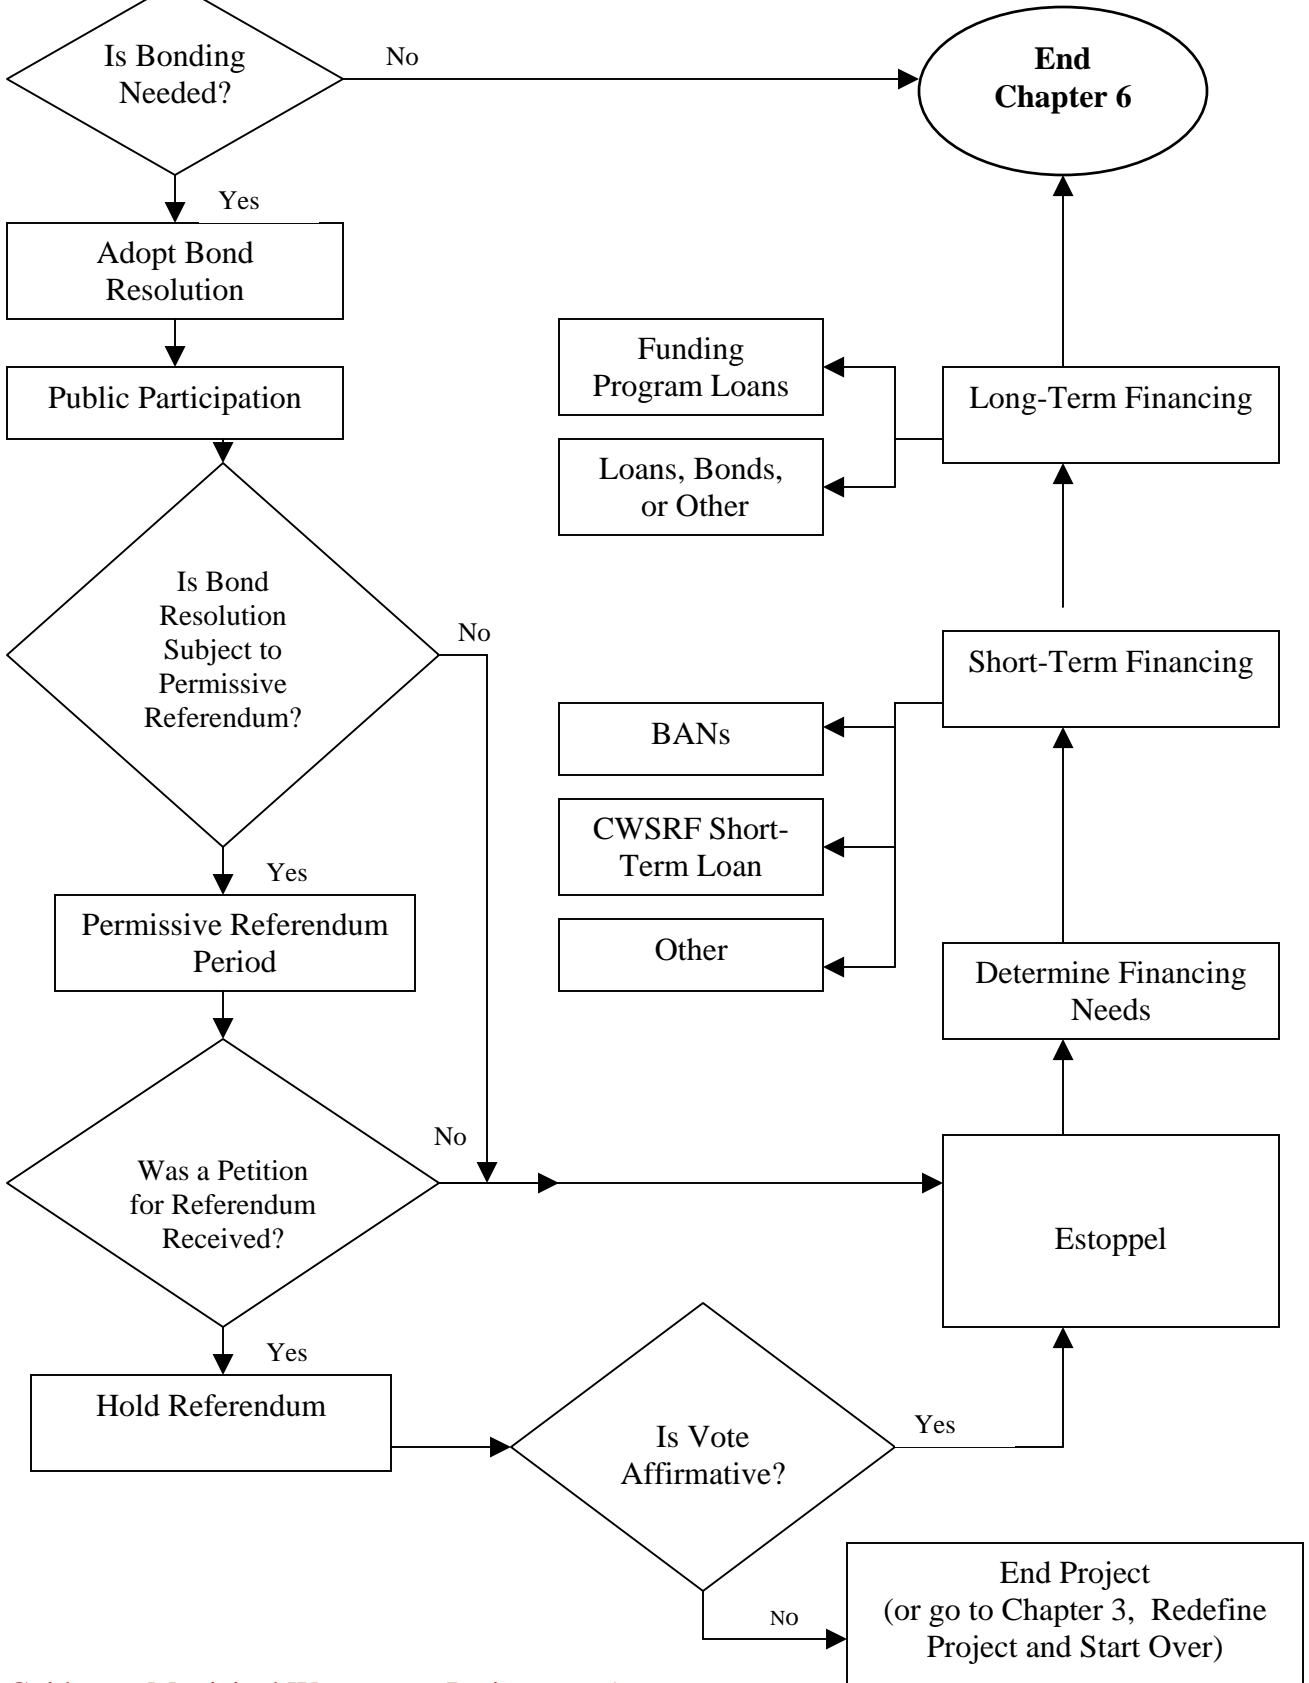 Is Bonding
Needed?
No
End
Chapter 6
Yes
Adopt Bond
Resolution
Public Participation
Funding
Program Loans
Long-Term Financing
Loans, Bonds,
or Other
Is Bond
Resolution
Subject to
Permissive
Referendum?
No
Short-Term Financing
BANs
CWSRF Short-
Term Loan
Other
Yes
Permissive Referendum
Period
Determine Financing
Needs
No
Was a Petition
for Referendum
Received?
Estoppel
Yes
Hold Referendum
Is Vote
Affirmative?
Yes
No
End Project
(or go to Chapter 3, Redefine
Project and Start Over)